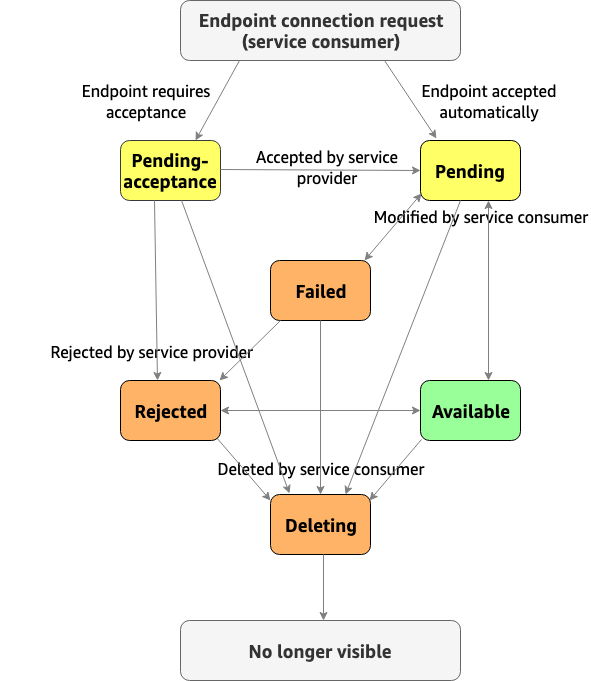 Endpoint connection request
(service consumer)
Endpoint requires
acceptance
Endpoint accepted
automatically
Pending-
acceptance
Accepted by service
provider
Pending
Modified by service consumer
Failed
Rejected by service provider
Rejected
Available
Deleted by service consumer
Deleting
No longer visible